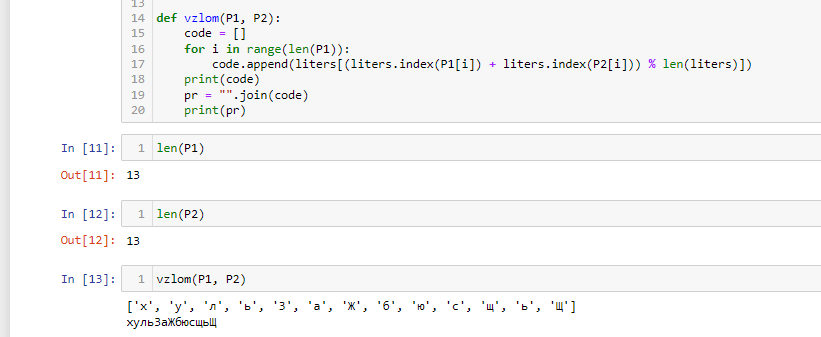 13
14 def vzlom(P1, P2):
15 code = []
16 for i in range(len(P1)):
17 code.append(liters[(liters.index(P1[i]) + liters.index(P2[i])) % len(liters)])
18 print(code)
19 pr = "".join(code)
20 print(pr)
In [11]: 1 len(P1)
Out[11]: 13
In [12]: 1 len(P2)
Out[12]: 13
In [13]: 1 vzlom(P1, P2)
['х', 'у', 'л', 'ь', 'З', 'а', 'Ж', 'б', 'ю', 'с', 'щ', 'ь', 'Щ']
хульЗаЖбюсщьЩ